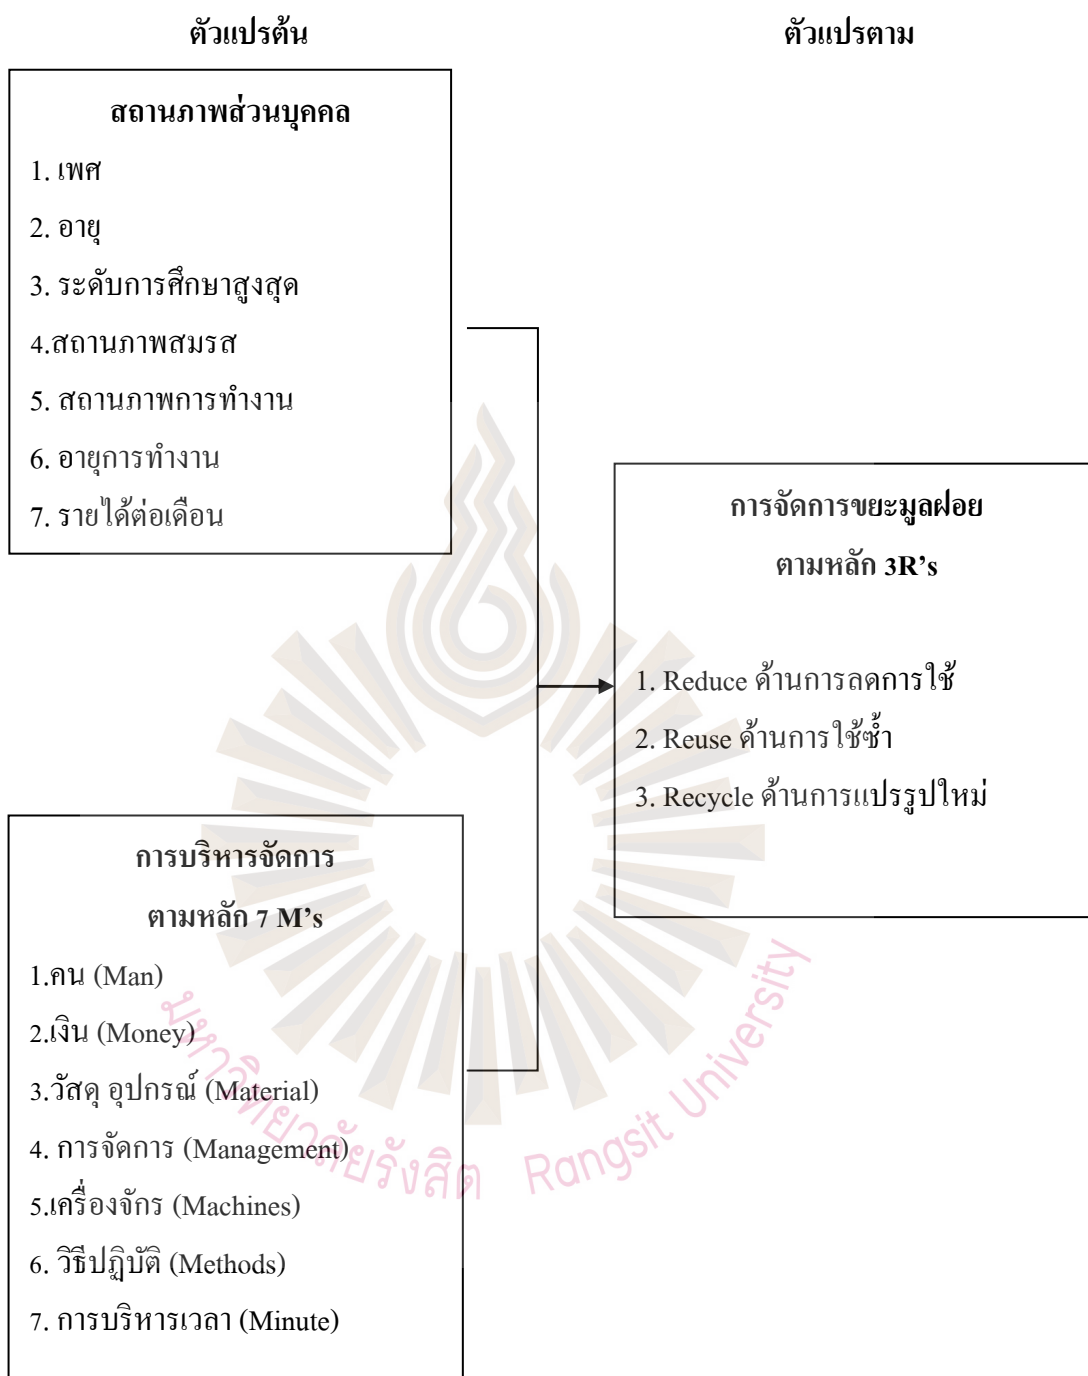 ตัวแปรต้น
ตัวแปรตาม
สถานภาพส่วนบุคคล
1. เพศ
2. อายุ
3. ระดับการศึกษาสูงสุด
4.สถานภาพสมรส
5. สถานภาพการทำงาน
6. อายุการทำงาน
7. รายได้ต่อเดือน
การจัดการขยะมูลฝอย
ตามหลัก 3R’s
1. Reduce ด้านการลดการใช้
2. Reuse ด้านการใช้ซ้ำ
3. Recycle ด้านการแปรรูปใหม่
การบริหารจัดการ
ตามหลัก 7 M’s
1.คน (Man)
2.เงิน (Money)
3.วัสดุ อุปกรณ์ (Material)
4. การจัดการ (Management)
5.เครื่องจักร (Machines)
6. วิธีปฏิบัติ (Methods)
7. การบริหารเวลา (Minute)
มหาวิทยาลัยรังสิต Rangsit University